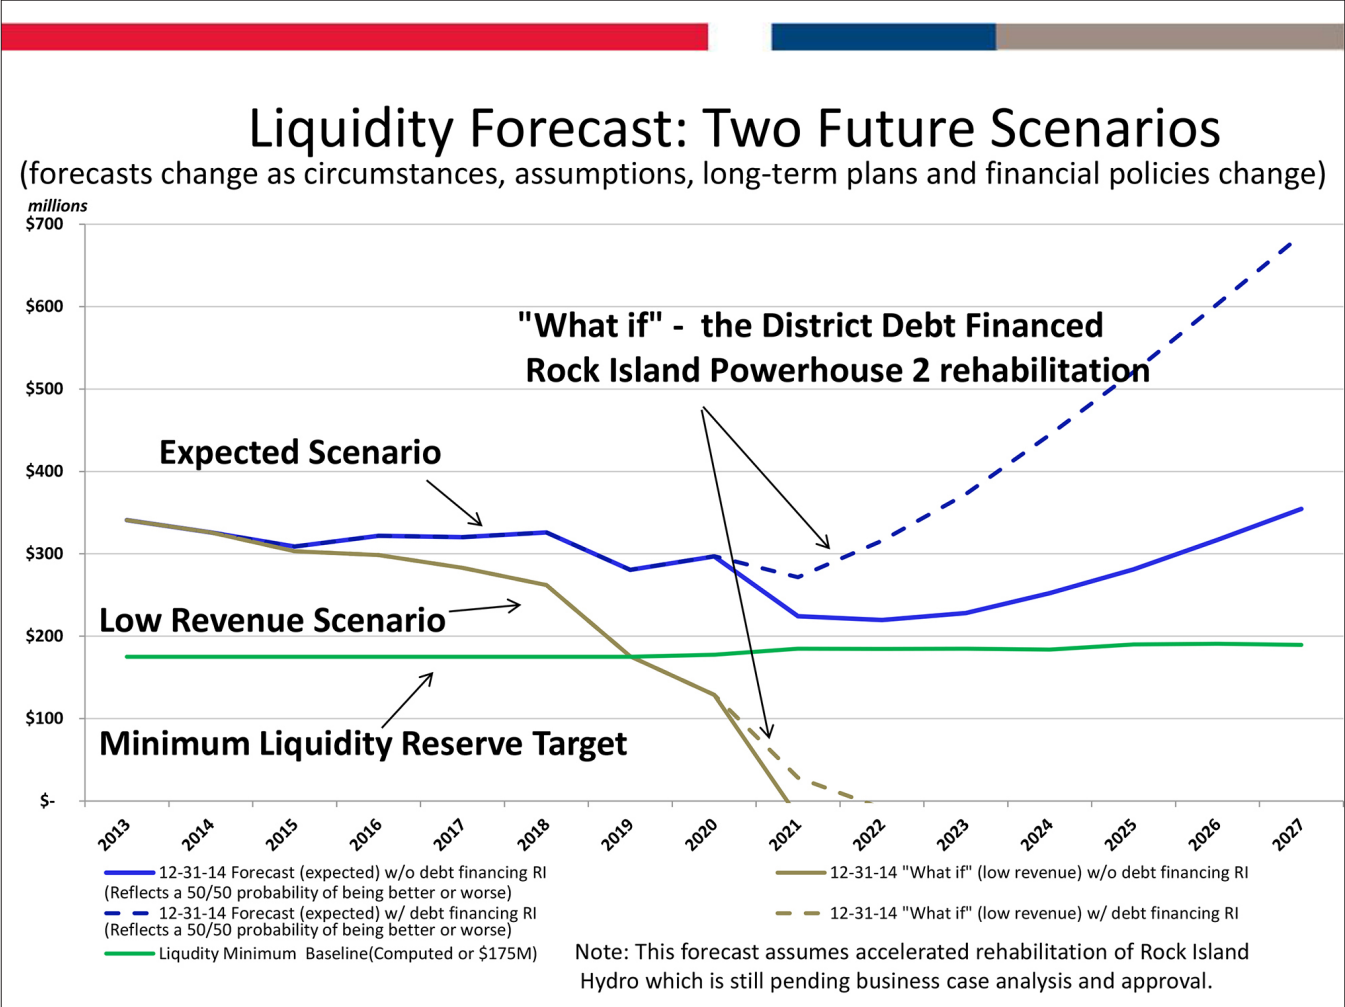 Liquidity Forecast: Two Future Scenarios
(forecasts change as circumstances, assumptions, long-term plans and financial policies change)
millions
$700
$600
$500
$400
$300
$200
$100
$-
"What if" - the District Debt Financed
Rock Island Powerhouse 2 rehabilitation
Expected Scenario
Low Revenue Scenario
Minimum Liquidity Reserve Target
2013
2014
2015
2016
2017
2018
2019
2020
2021
2022
2023
2024
2025
2026
2027
12-31-14 Forecast (expected) w/o debt financing RI
(Reflects a 50/50 probability of being better or worse)
12-31-14 "What if" (low revenue) w/o debt financing RI
12-31-14 Forecast (expected) w/ debt financing RI
(Reflects a 50/50 probability of being better or worse)
12-31-14 "What if" (low revenue) w/ debt financing RI
Liqudity Minimum Baseline(Computed or $175M)
Note: This forecast assumes accelerated rehabilitation of Rock Island
Hydro which is still pending business case analysis and approval.